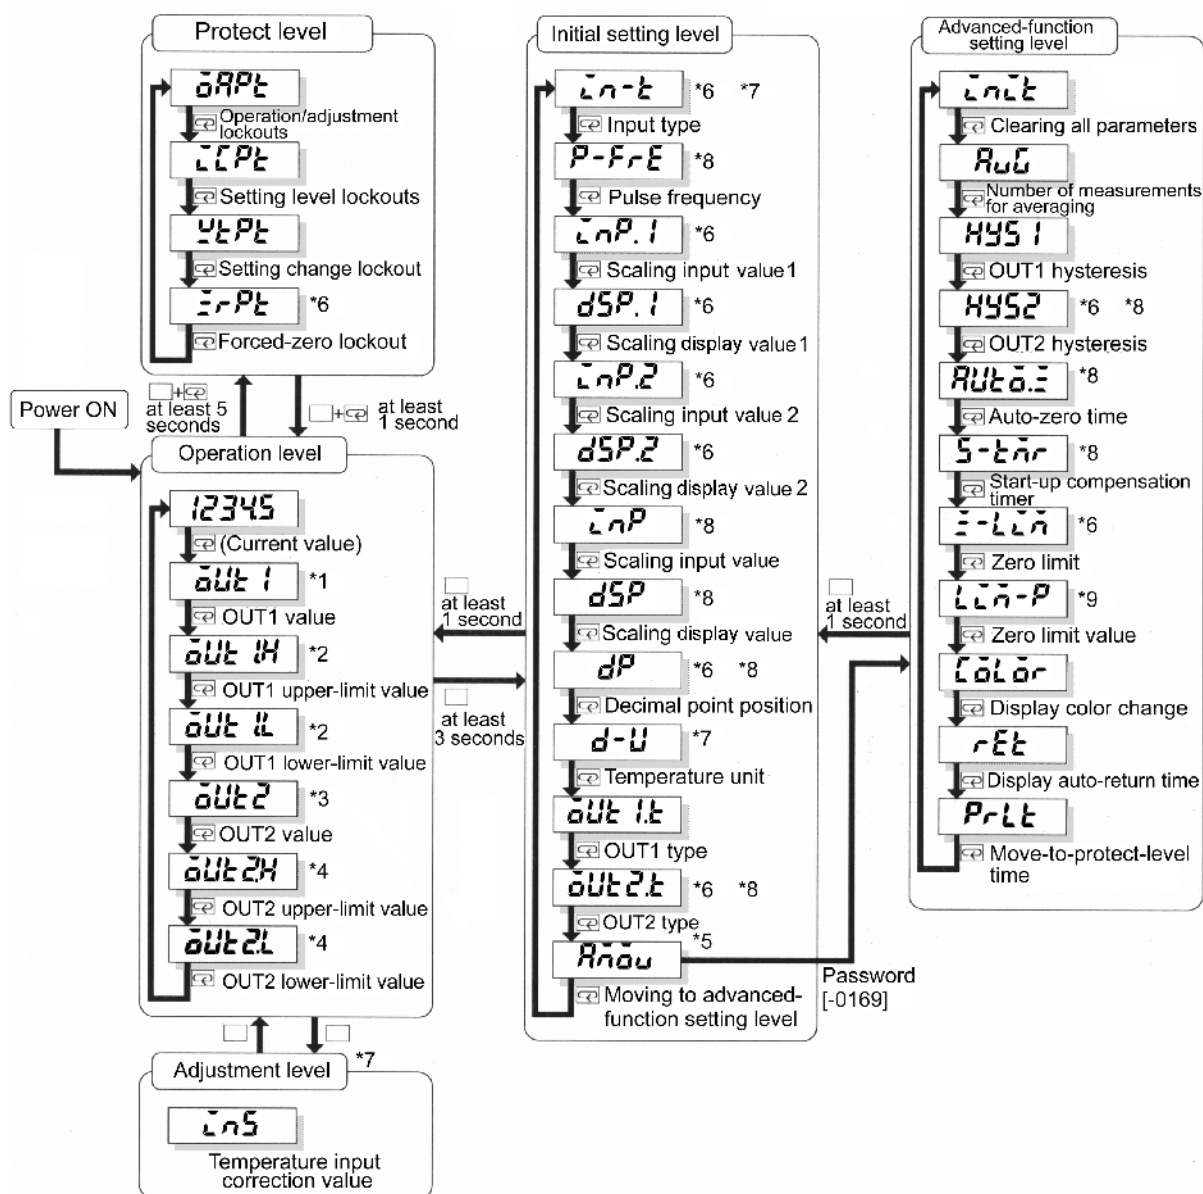 Protect level
oAPt
Operation/adjustment
lockouts
iCPt
Setting level lockouts
wtPt
Setting change lockout
zrPt *6
Forced-zero lockout
+
at least 5
seconds
+
at least
1 second
Power ON
Operation level
1234.5
(Current value)
oUt 1 *1
OUT1 value
oUt 1.H *2
OUT1 upper-limit value
oUt 1.L *2
OUT1 lower-limit value
oUt2 *3
OUT2 value
oUt2.H *4
OUT2 upper-limit value
oUt2.L *4
OUT2 lower-limit value
Adjustment level
*7
inS
Temperature input
correction value
at least
1 second
at least
3 seconds
Initial setting level
in-t *6 *7
Input type
P-FrE *8
Pulse frequency
inP.1 *6
Scaling input value1
dSP.1 *6
Scaling display value1
inP.2 *6
Scaling input value 2
dSP.2 *6
Scaling display value 2
inP *8
Scaling input value
dSP *8
Scaling display value
dP *6 *8
Decimal point position
d-U *7
Temperature unit
oUt 1.t
OUT1 type
oUt2.t *6 *8
OUT2 type
Amov *5
Moving to advanced-
function setting level
at least
1 second
Password
[-0169]
Advanced-function
setting level
init
Clearing all parameters
AvG
Number of measurements
for averaging
HYS1
OUT1 hysteresis
HYS2 *6 *8
OUT2 hysteresis
AUto.z *8
Auto-zero time
S-tmr *8
Start-up compensation
timer
z-Lim *6
Zero limit
Lim-P *9
Zero limit value
CoLor
Display color change
rEt
Display auto-return time
PrLt
Move-to-protect-level
time